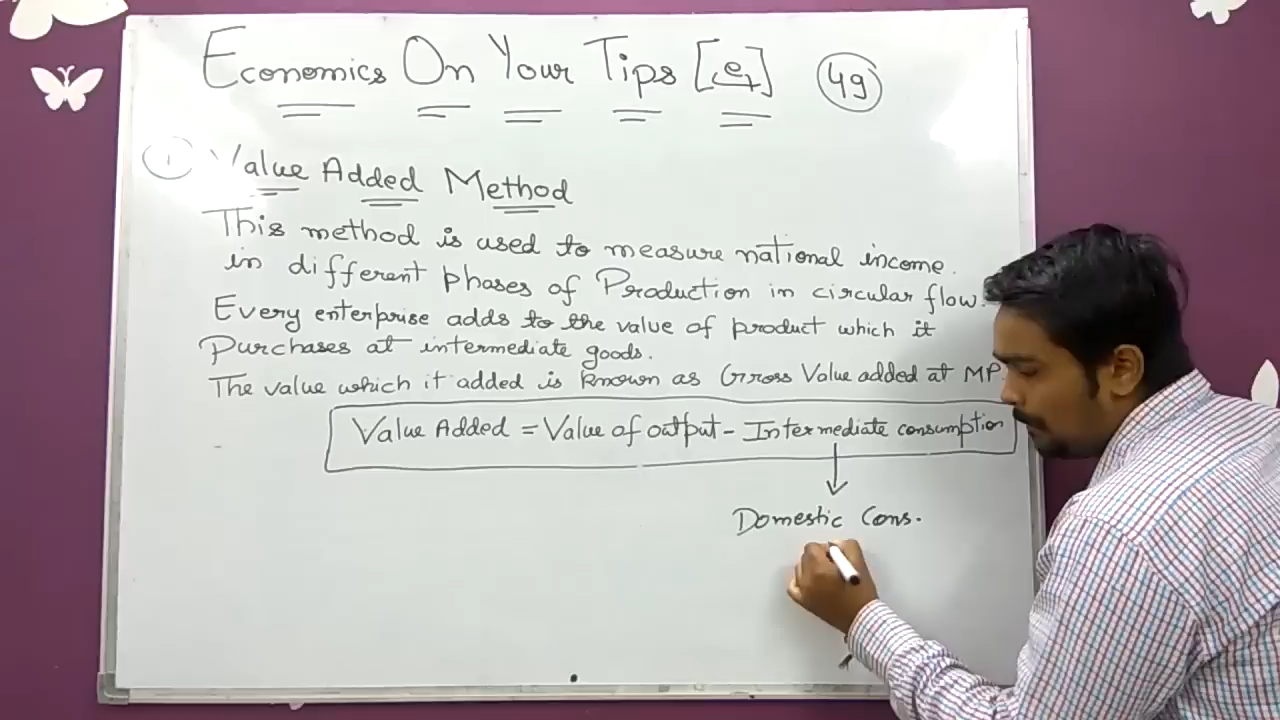 Economics On Your Tips [et] 49
1 Value Added Method
This method is used to measure national income.
in different phases of Production in circular flow.
Every enterprise adds to the value of product which it
Purchases at intermediate goods.
The value which it added is known as Gross Value added at MP
Value Added = Value of output - Intermediate consumption
Domestic Cons.